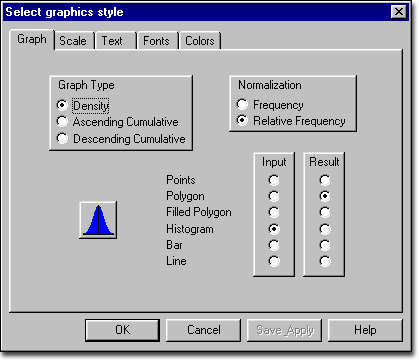 Select graphics style
Graph Scale Text Fonts Colors
Graph Type
Density
Ascending Cumulative
Descending Cumulative
Normalization
Frequency
Relative Frequency
Input Result
Points
Polygon
Filled Polygon
Histogram
Bar
Line
OK Cancel Save_Apply Help